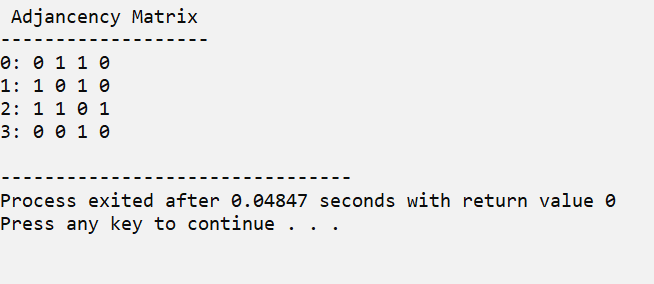 Adjancency Matrix
-------------------
0: 0 1 1 0
1: 1 0 1 0
2: 1 1 0 1
3: 0 0 1 0
--------------------------------
Process exited after 0.04847 seconds with return value 0
Press any key to continue . . .